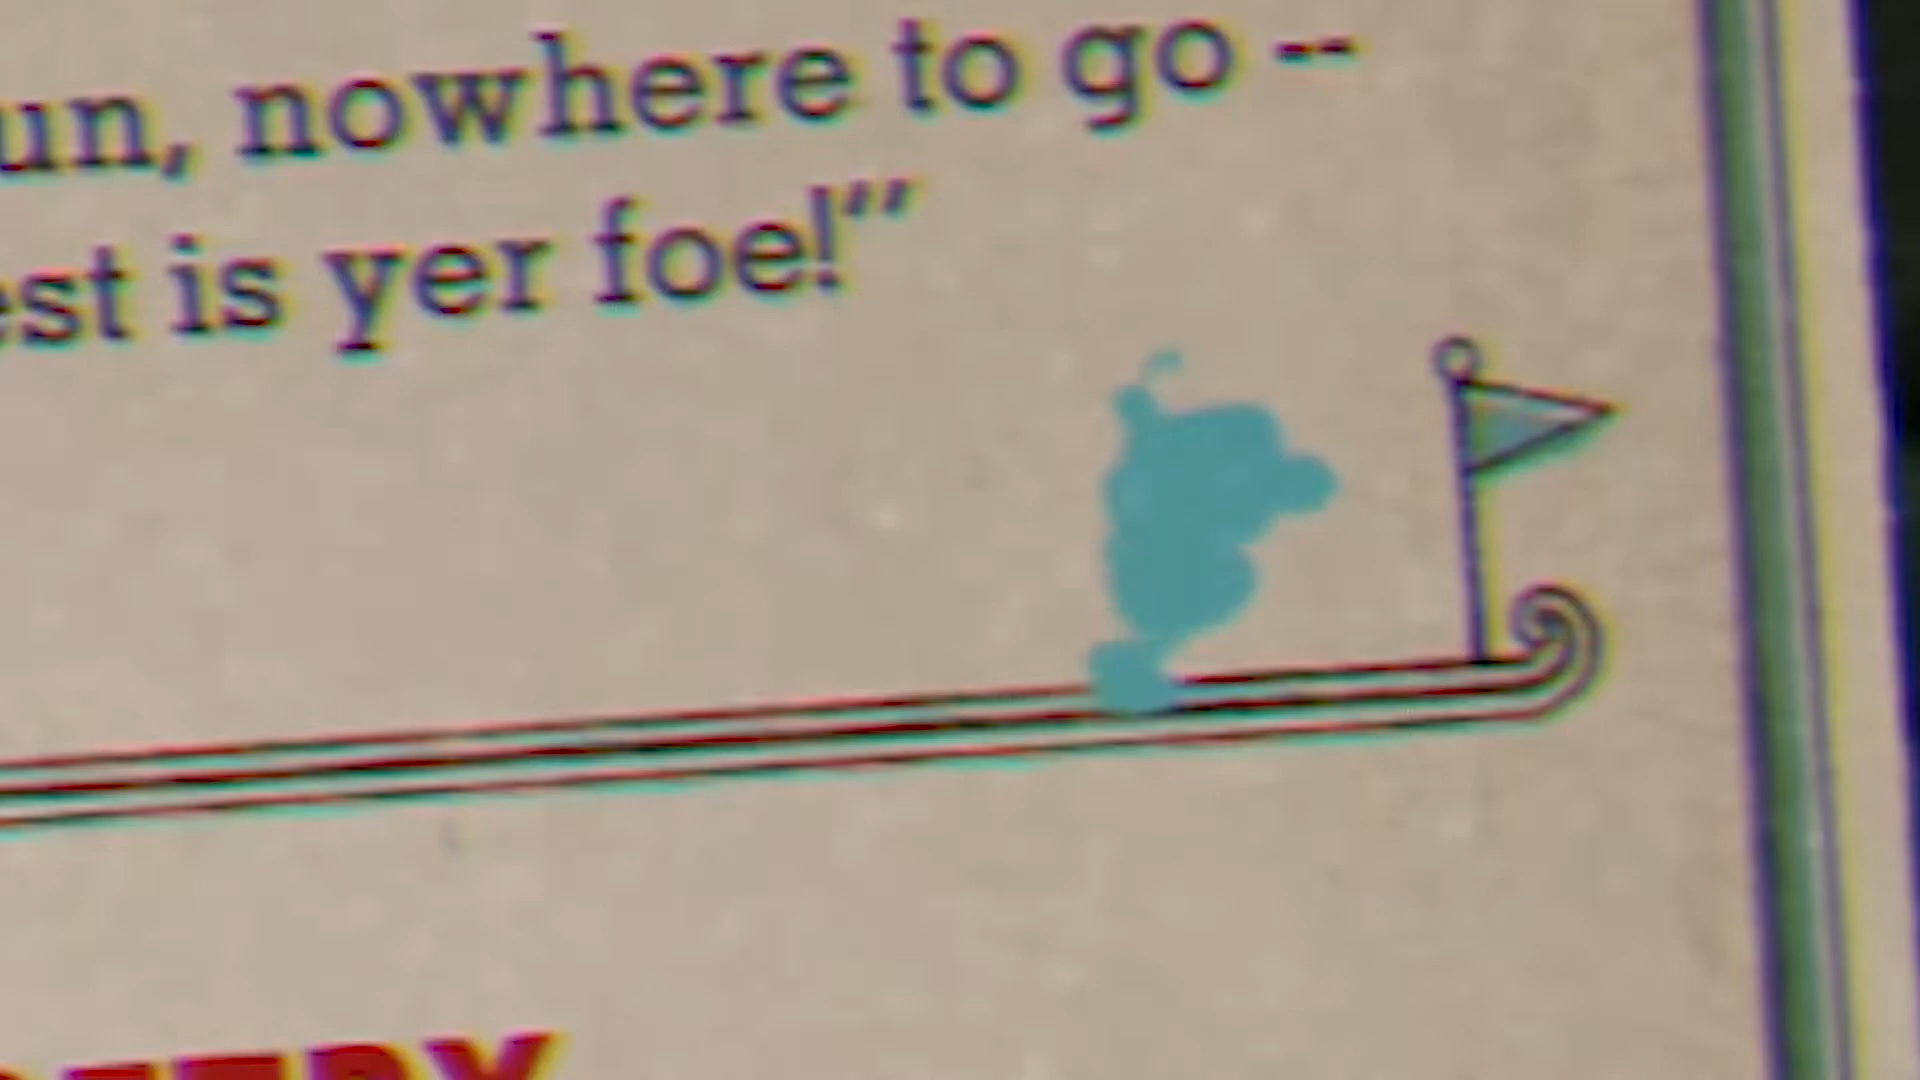 un, nowhere to go --
est is yer foe!“